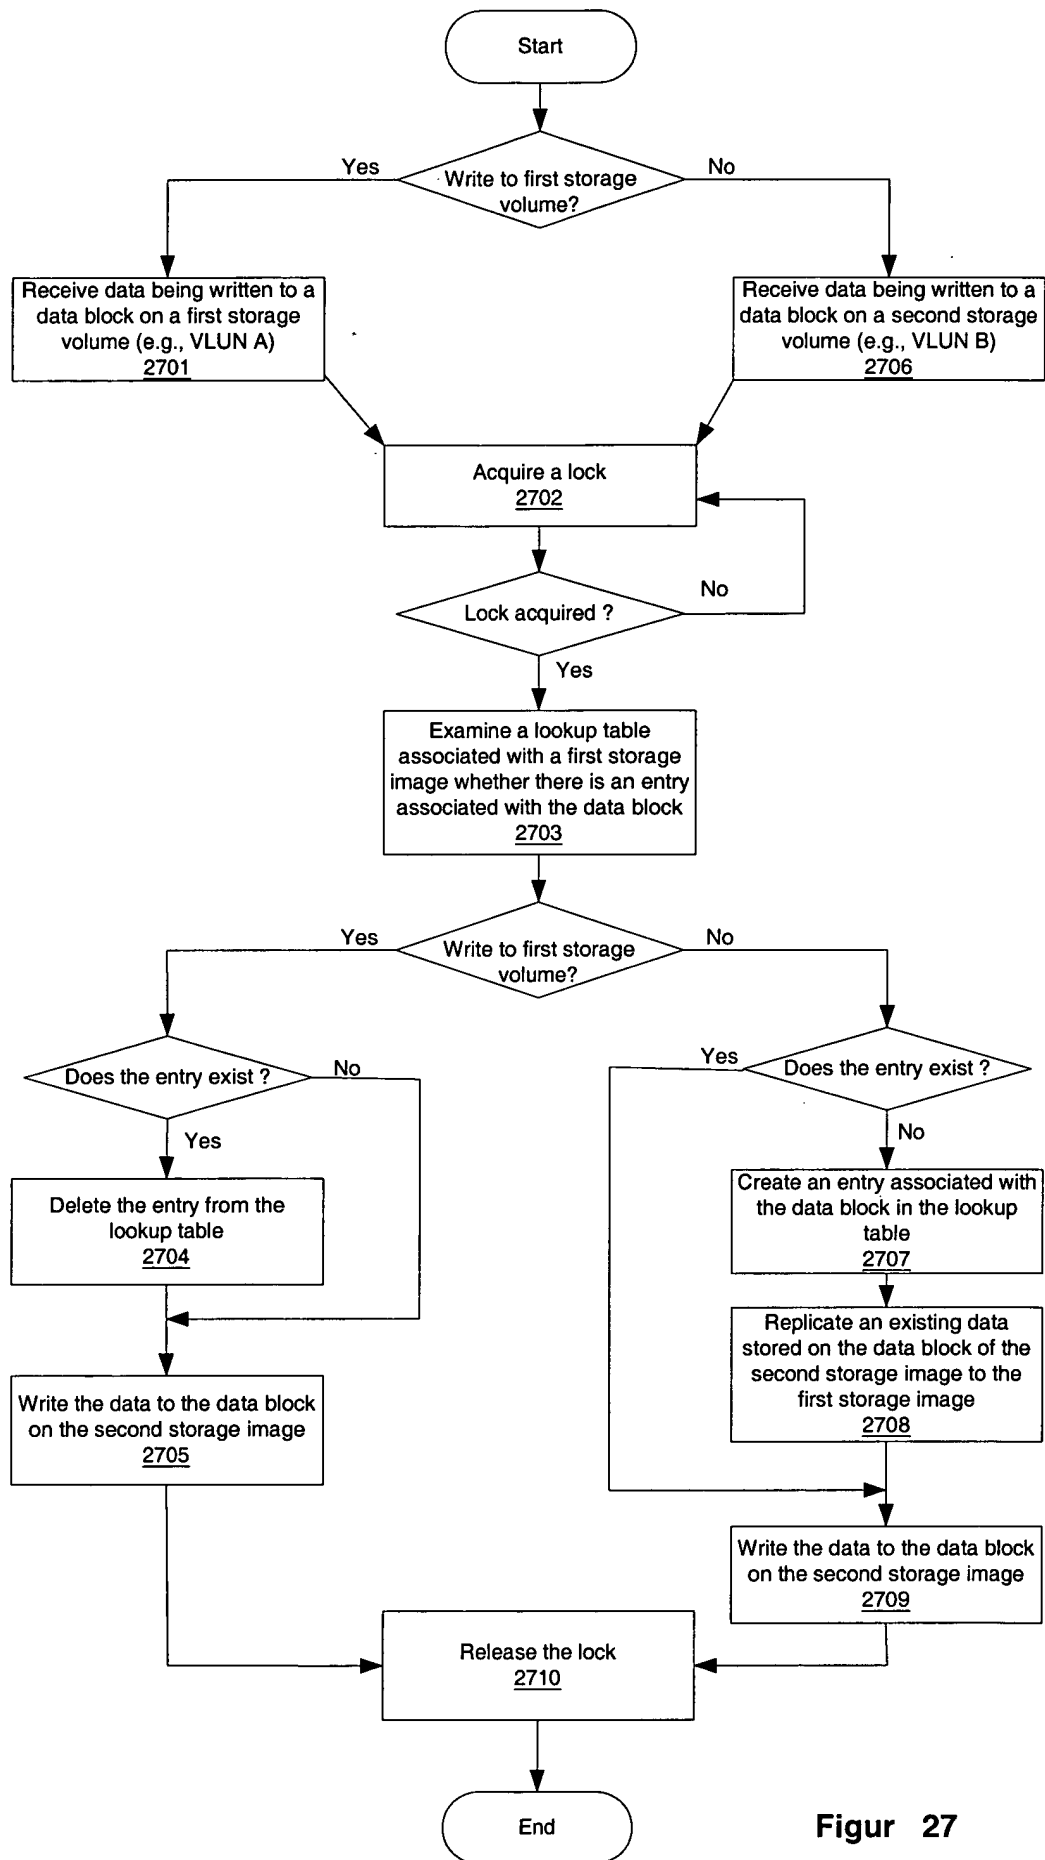 Start
Yes
No
Write to first storage
volume?
Receive data being written to a
data block on a first storage
volume (e.g., VLUN A)
2701
Receive data being written to a
data block on a second storage
volume (e.g., VLUN B)
2706
Acquire a lock
2702
Lock acquired ?
No
Yes
Examine a lookup table
associated with a first storage
image whether there is an entry
associated with the data block
2703
Yes
No
Write to first storage
volume?
Does the entry exist ?
No
Yes
Delete the entry from the
lookup table
2704
Write the data to the data block
on the second storage image
2705
Yes
Does the entry exist ?
No
Create an entry associated with
the data block in the lookup
table
2707
Replicate an existing data
stored on the data block of the
second storage image to the
first storage image
2708
Write the data to the data block
on the second storage image
2709
Release the lock
2710
End
Figur 27